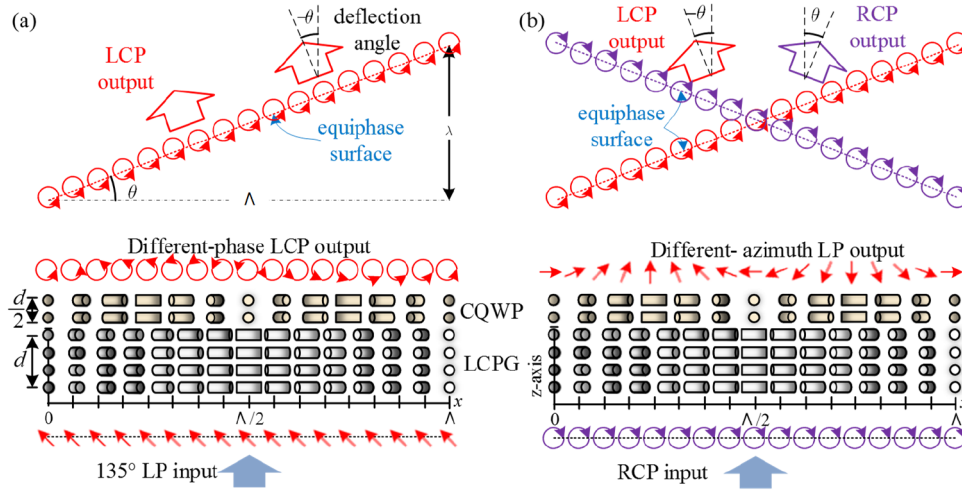 (a)
-θ
deflection
angle
LCP
output
equiphase
surface
θ
Λ
λ
Different-phase LCP output
d
2
CQWP
d
LCPG
0
Λ/2
x
Λ
135° LP input
(b)
LCP
output
-θ
θ
RCP
output
equiphase
surface
Different- azimuth LP output
z-axis
0
Λ/2
x
Λ
RCP input